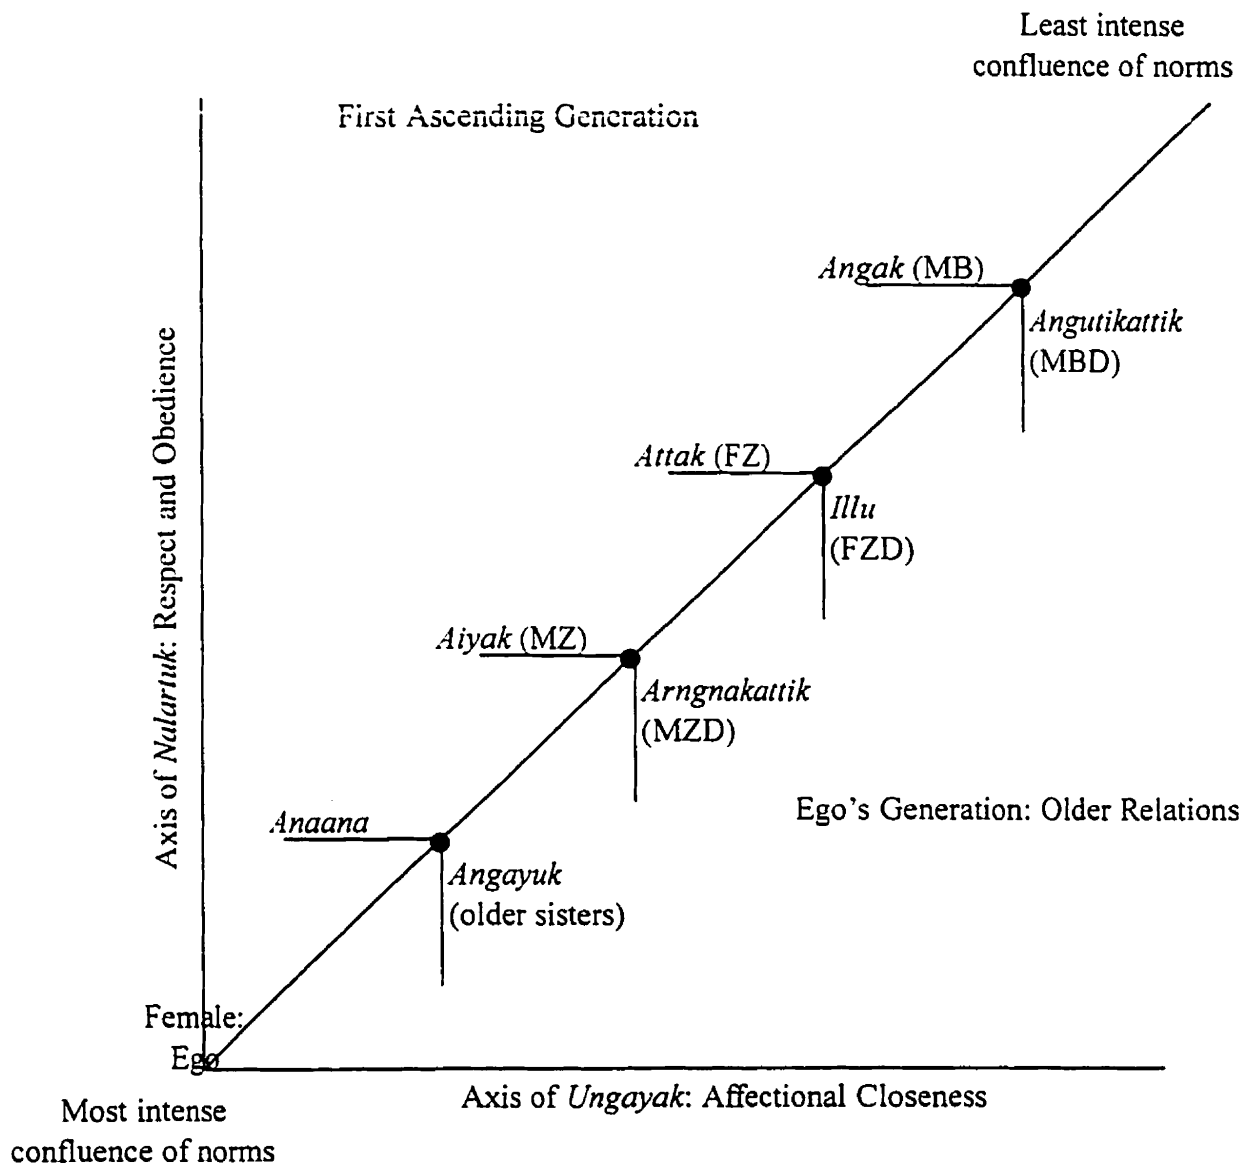 Least intense
confluence of norms
First Ascending Generation
Angak (MB)
Angutikattik
(MBD)
Axis of Nalartuk: Respect and Obedience
Attak (FZ)
Illu
(FZD)
Aiyak (MZ)
Arngnakattik
(MZD)
Ego's Generation: Older Relations
Anaana
Angayuk
(older sisters)
Female:
Ego
Axis of Ungayak: Affectional Closeness
Most intense
confluence of norms